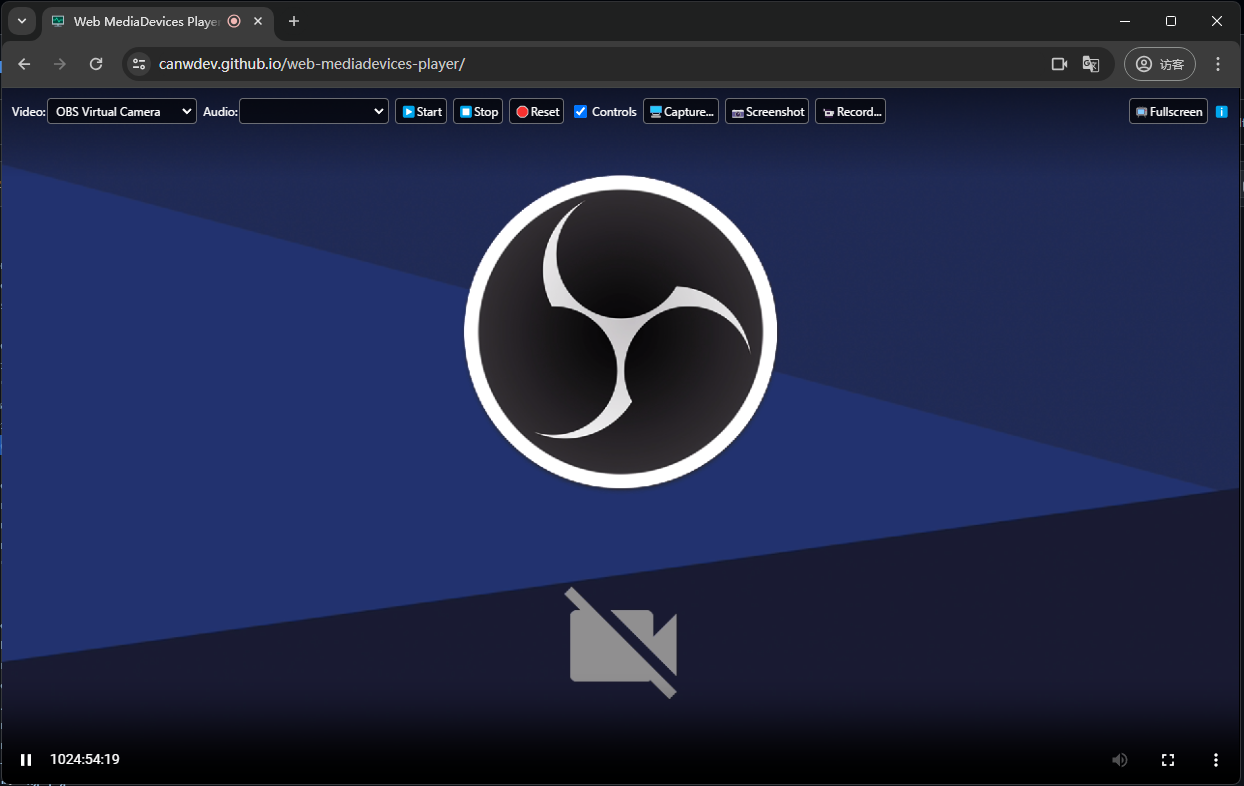 Web MediaDevices Player
canwdev.github.io/web-mediadevices-player/
访客
Video: OBS Virtual Camera Audio: Start Stop Reset Controls Capture... Screenshot Record... Fullscreen i
1024:54:19